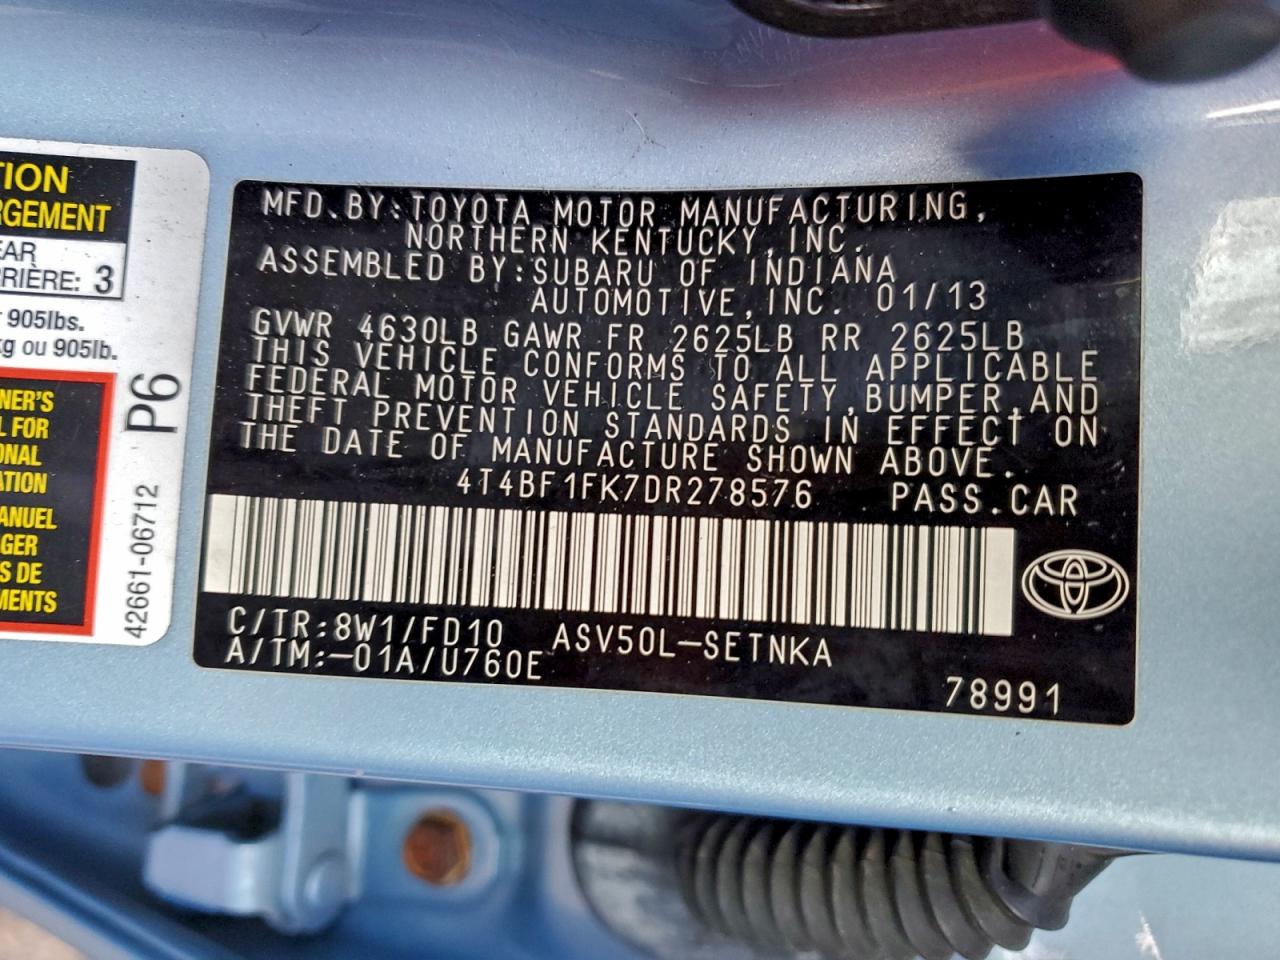 TION
RGEMENT
EAR
RRIÈRE: 3
905lbs.
kg ou 905lb.
NER'S
L FOR
ONAL
ATION
ANUEL
GER
S DE
MENTS
P6
42661-06712
MFD.BY:TOYOTA MOTOR MANUFACTURING,
NORTHERN KENTUCKY,INC.
ASSEMBLED BY:SUBARU OF INDIANA
AUTOMOTIVE,INC. 01/13
GVWR 4630LB GAWR FR 2625LB RR 2625LB
THIS VEHICLE CONFORMS TO ALL APPLICABLE
FEDERAL MOTOR VEHICLE SAFETY,BUMPER,AND
THEFT PREVENTION STANDARDS IN EFFECT ON
THE DATE OF MANUFACTURE SHOWN ABOVE.
4T4BF1FK7DR278576 PASS.CAR
C/TR:8W1/FD10 ASV50L-SETNKA
A/TM:-01A/U760E
78991